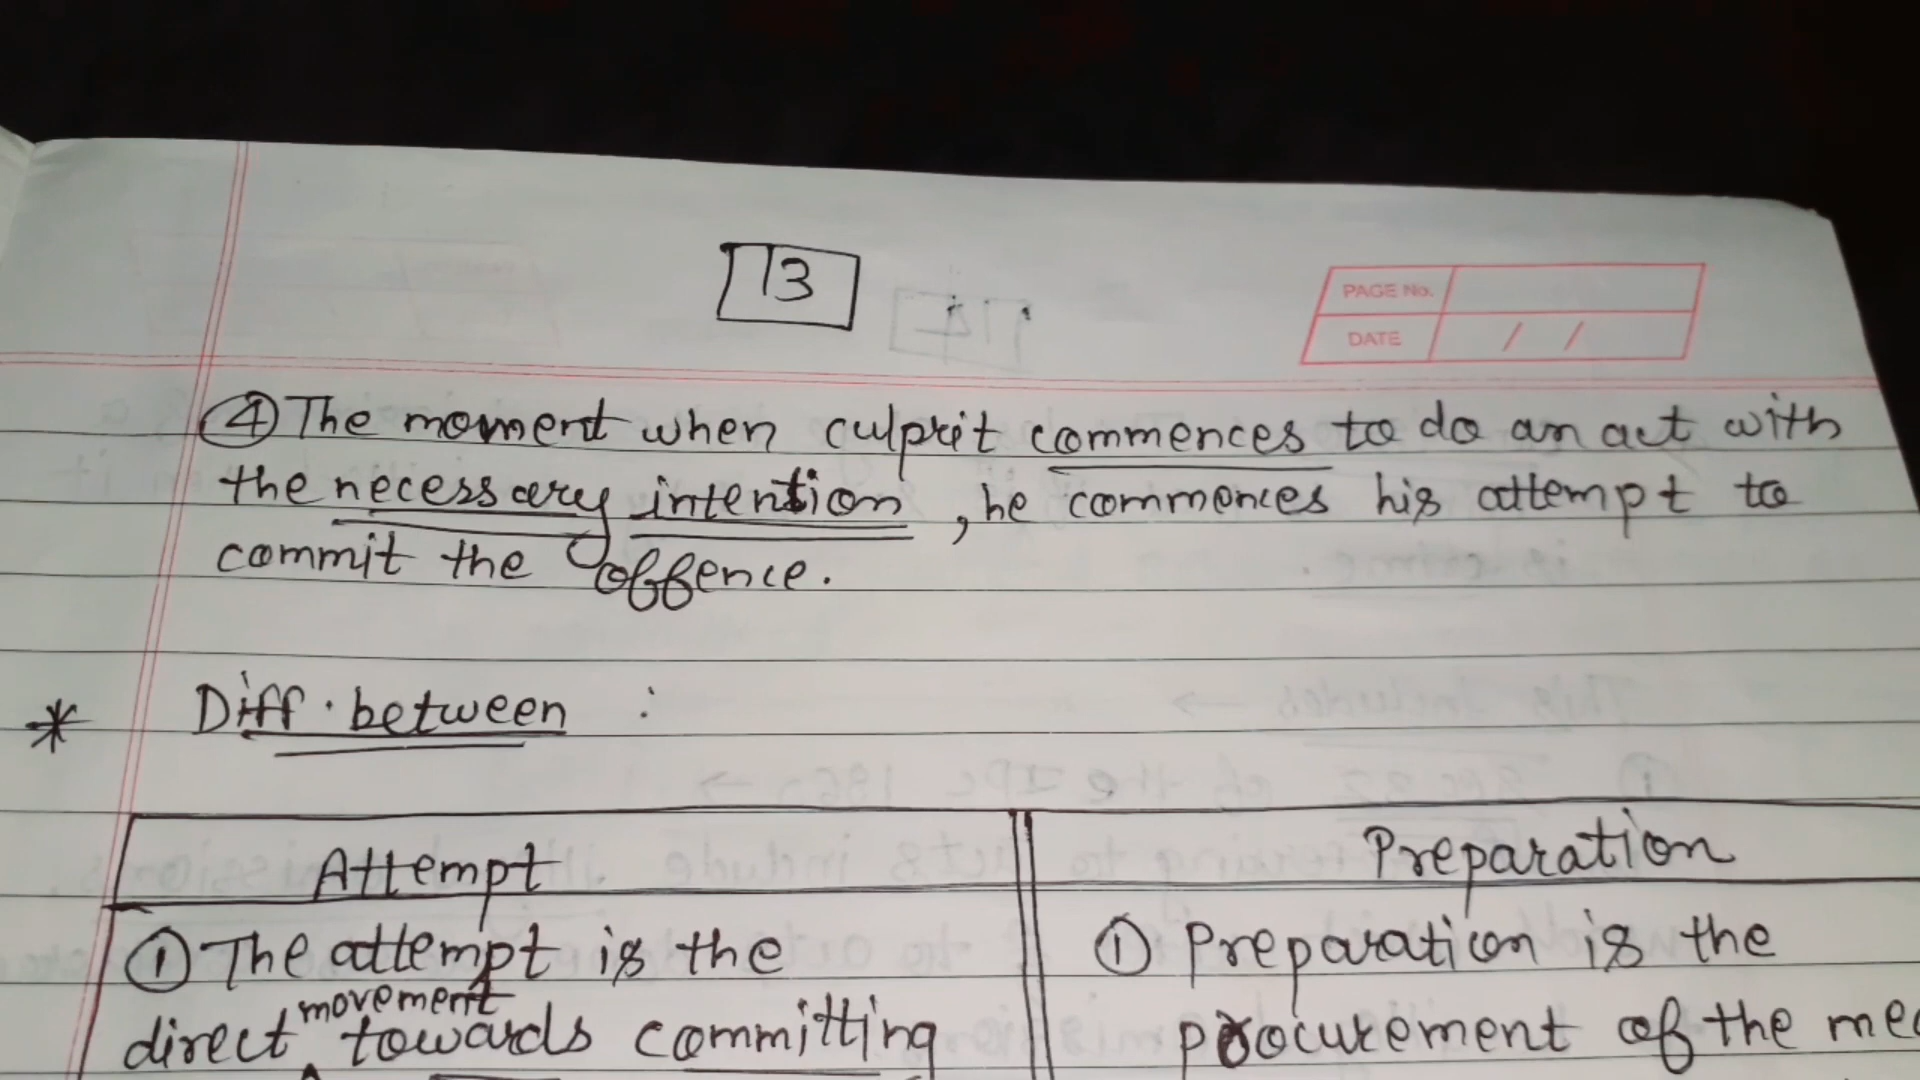 13
PAGE No.
DATE / /
④ The moment when culprit commences to do an act with
the necessary intention, he commences his attempt to
commit the offence.
* Diff. between :
Attempt
Preparation
① The attempt is the
direct movement towards committing
① Preparation is the
procurement of the